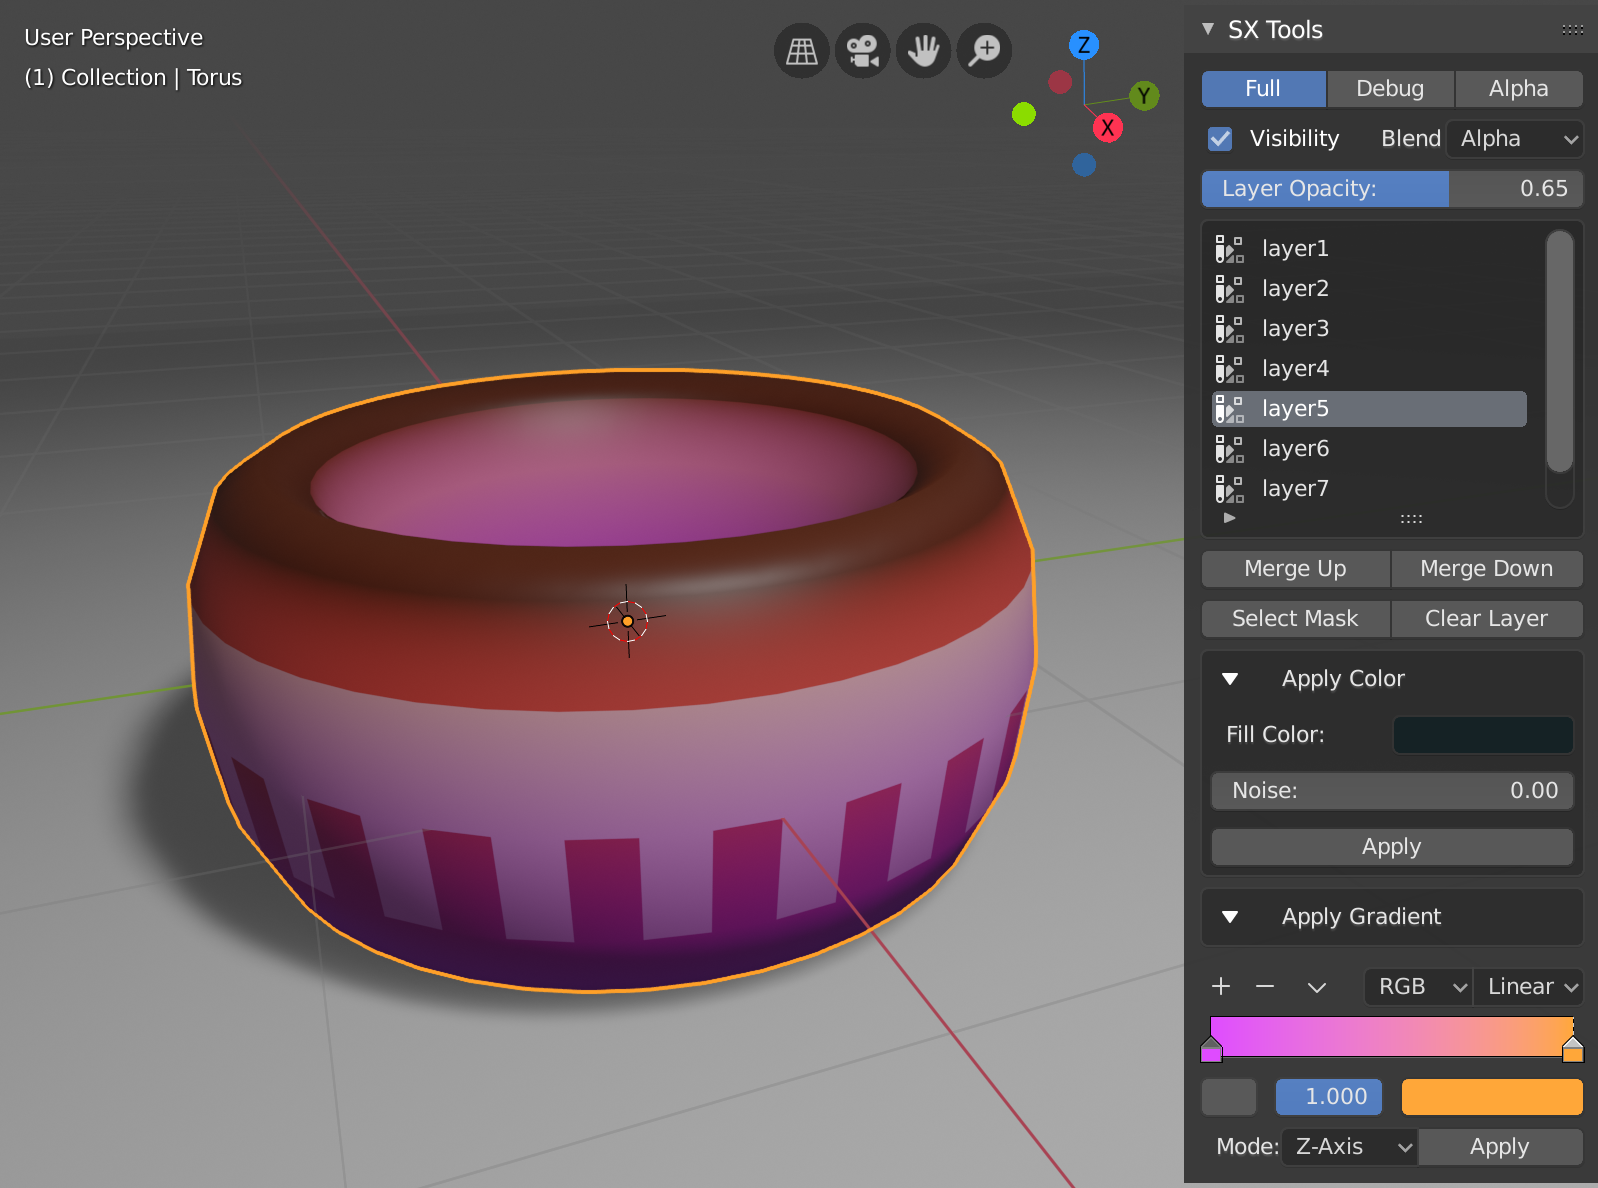 User Perspective
(1) Collection | Torus
Z
Y
X
SX Tools
Full Debug Alpha
Visibility Blend Alpha
Layer Opacity: 0.65
layer1
layer2
layer3
layer4
layer5
layer6
layer7
Merge Up Merge Down
Select Mask Clear Layer
Apply Color
Fill Color:
Noise: 0.00
Apply
Apply Gradient
RGB Linear
1.000
Mode: Z-Axis Apply